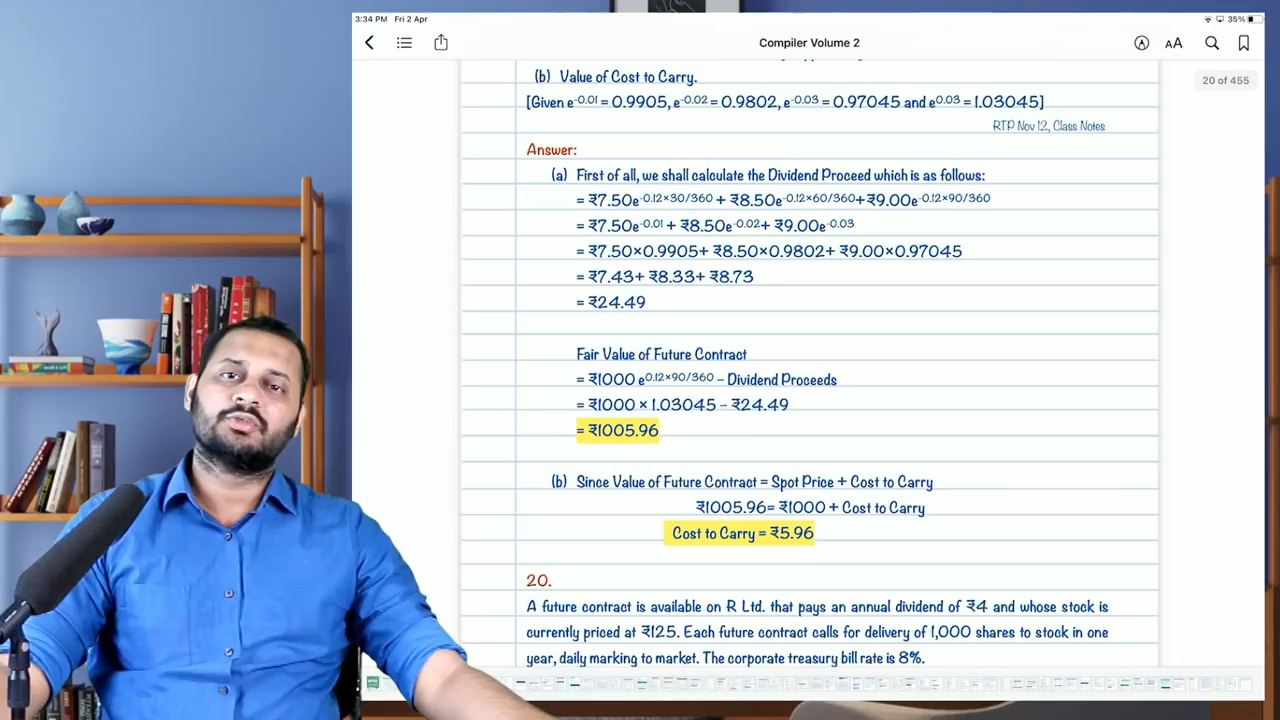 3:34 PM Fri 2 Apr
35%
Compiler Volume 2
AA
20 of 455
(b) Value of Cost to Carry.
[Given e-0.01 = 0.9905, e-0.02 = 0.9802, e-0.03 = 0.97045 and e0.03 = 1.03045]
RTP Nov 12, Class Notes
Answer:
(a) First of all, we shall calculate the Dividend Proceed which is as follows:
= ₹7.50e-0.12×30/360 + ₹8.50e-0.12×60/360+₹9.00e-0.12×90/360
= ₹7.50e-0.01 + ₹8.50e-0.02+ ₹9.00e-0.03
= ₹7.50×0.9905+ ₹8.50×0.9802+ ₹9.00×0.97045
= ₹7.43+ ₹8.33+ ₹8.73
= ₹24.49
Fair Value of Future Contract
= ₹1000 e0.12×90/360 – Dividend Proceeds
= ₹1000 × 1.03045 – ₹24.49
= ₹1005.96
(b) Since Value of Future Contract = Spot Price + Cost to Carry
₹1005.96= ₹1000 + Cost to Carry
Cost to Carry = ₹5.96
20.
A future contract is available on R Ltd. that pays an annual dividend of ₹4 and whose stock is
currently priced at ₹125. Each future contract calls for delivery of 1,000 shares to stock in one
year, daily marking to market. The corporate treasury bill rate is 8%.